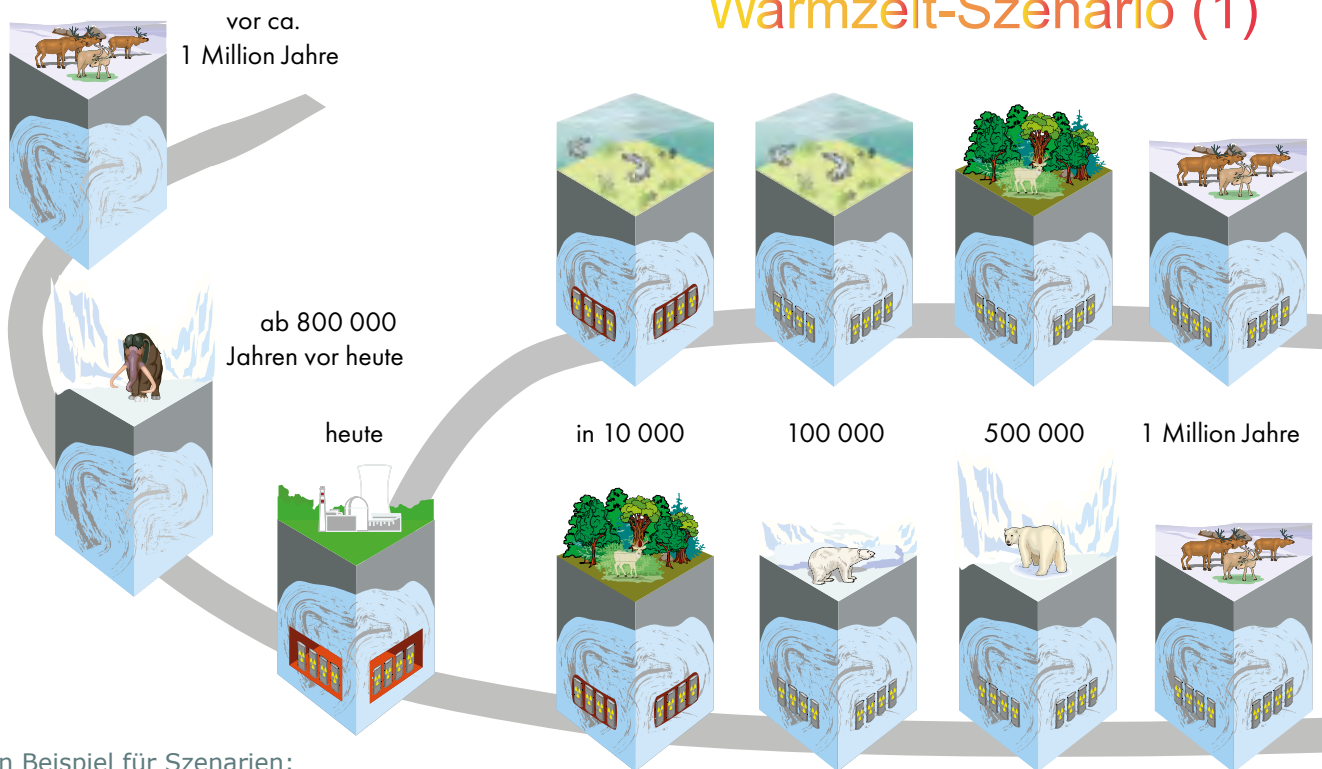 vor ca.
1 Million Jahre
Warmzeit-Szenario (1)
ab 800 000
Jahren vor heute
heute
in 10 000
100 000
500 000
1 Million Jahre
n Beispiel für Szenarien: